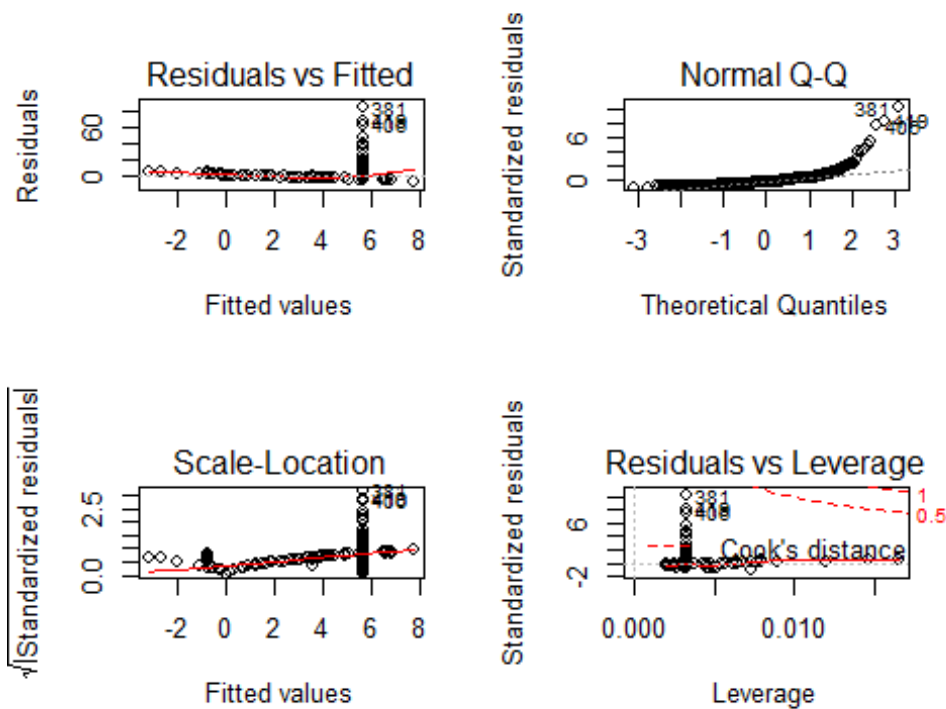 Residuals vs Fitted
Residuals
60
0
381
-2 0 2 4 6 8
Fitted values
Normal Q-Q
Standardized residuals
6
0
381
-3 -1 0 1 2 3
Theoretical Quantiles
Scale-Location
√|Standardized residuals|
2.5
0.0
381
-2 0 2 4 6 8
Fitted values
Residuals vs Leverage
Standardized residuals
6
-2
381
1
0.5
Cook's distance
0.000 0.010
Leverage